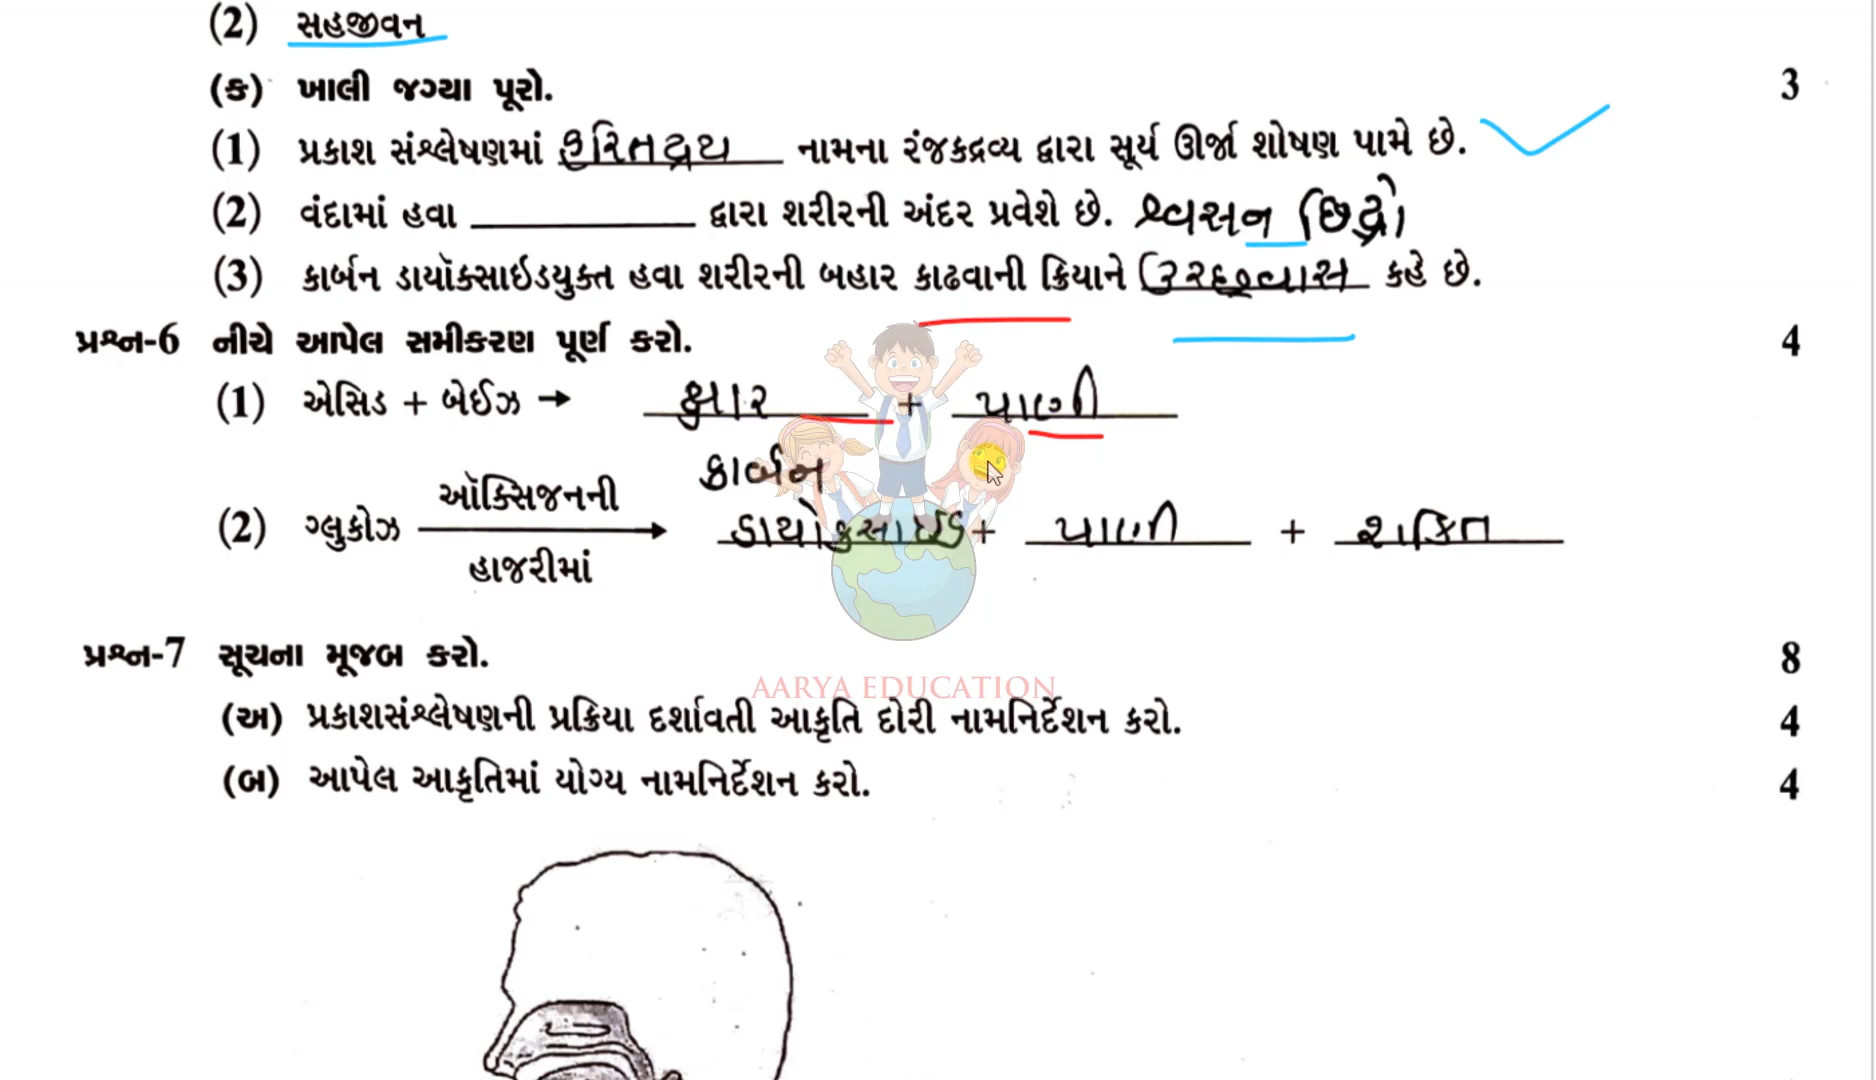 (2) સહજીવન
(ક) ખાલી જગ્યા પૂરો. 3
(1) પ્રકાશ સંશ્લેષણમાં હરિતદ્રવ્ય નામના રંજકદ્રવ્ય દ્વારા સૂર્ય ઊર્જા શોષણ પામે છે.
(2) વંદામાં હવા __________ દ્વારા શરીરની અંદર પ્રવેશે છે. શ્વસન છિદ્રો
(3) કાર્બન ડાયૉક્સાઇડયુક્ત હવા શરીરની બહાર કાઢવાની ક્રિયાને ઉચ્છ્વાસ કહે છે.
પ્રશ્ન-6 નીચે આપેલ સમીકરણ પૂર્ણ કરો. 4
(1) એસિડ + બેઈઝ → ક્ષાર + પાણી
કાર્બન
ઑક્સિજનની
(2) ગ્લુકોઝ → ડાયોક્સાઈડ + પાણી + શક્તિ
હાજરીમાં
પ્રશ્ન-7 સૂચના મૂજબ કરો. 8
AARYA EDUCATION
(અ) પ્રકાશસંશ્લેષણની પ્રક્રિયા દર્શાવતી આકૃતિ દોરી નામનિર્દેશન કરો. 4
(બ) આપેલ આકૃતિમાં યોગ્ય નામનિર્દેશન કરો. 4